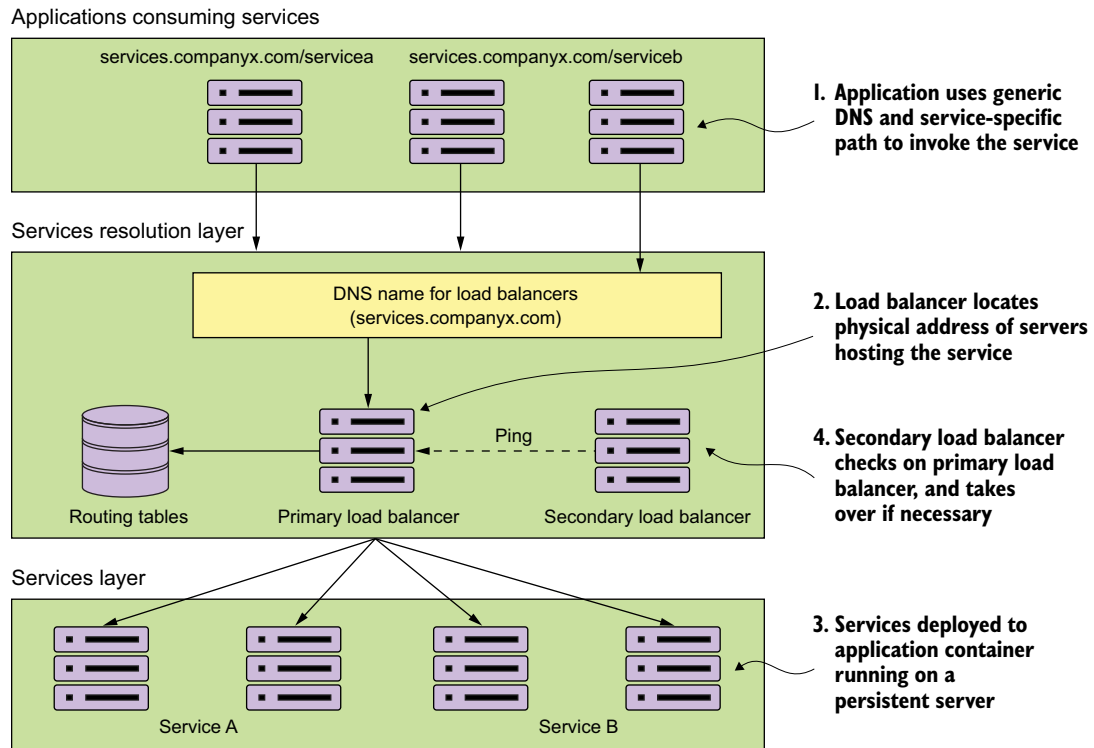 Applications consuming services
services.companyx.com/servicea
services.companyx.com/serviceb
1. Application uses generic
DNS and service-specific
path to invoke the service
Services resolution layer
DNS name for load balancers
(services.companyx.com)
2. Load balancer locates
physical address of servers
hosting the service
Ping
4. Secondary load balancer
checks on primary load
balancer, and takes
over if necessary
Routing tables
Primary load balancer
Secondary load balancer
Services layer
3. Services deployed to
application container
running on a
persistent server
Service A
Service B